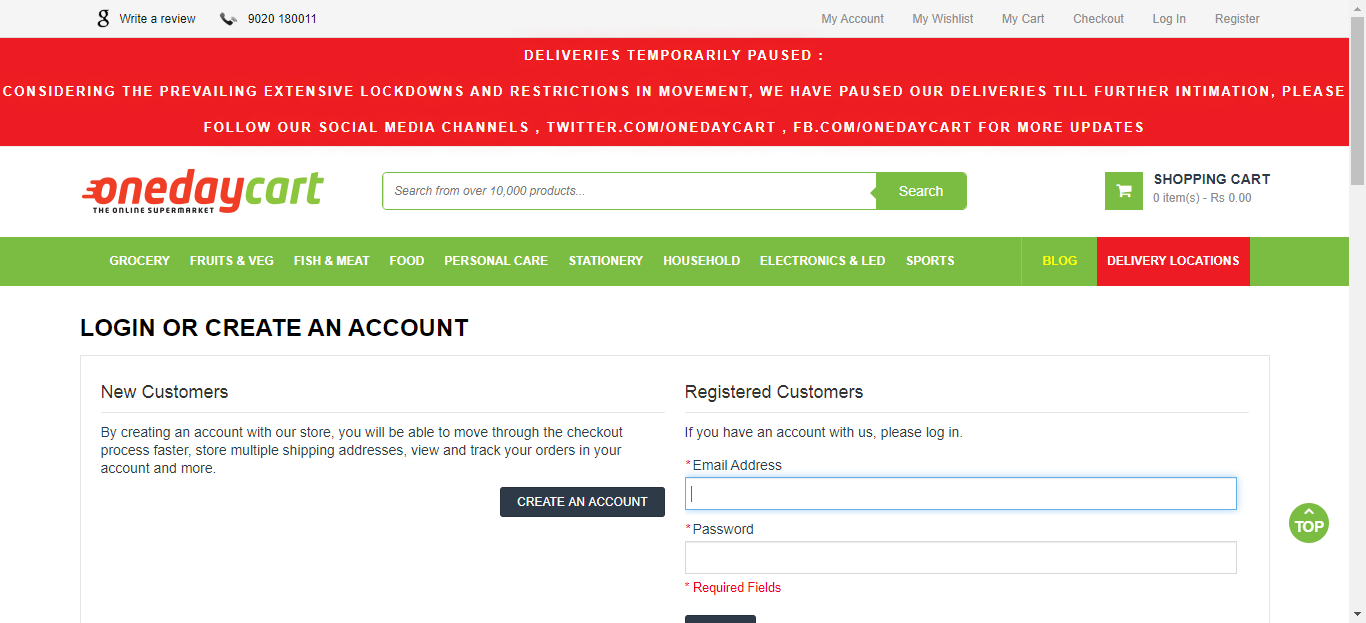 g Write a review 9020 180011 My Account My Wishlist My Cart Checkout Log In Register
DELIVERIES TEMPORARILY PAUSED :
CONSIDERING THE PREVAILING EXTENSIVE LOCKDOWNS AND RESTRICTIONS IN MOVEMENT, WE HAVE PAUSED OUR DELIVERIES TILL FURTHER INTIMATION, PLEASE
FOLLOW OUR SOCIAL MEDIA CHANNELS , TWITTER.COM/ONEDAYCART , FB.COM/ONEDAYCART FOR MORE UPDATES
onedaycart
THE ONLINE SUPERMARKET
Search from over 10,000 products...
Search
SHOPPING CART
0 item(s) - Rs 0.00
GROCERY FRUITS & VEG FISH & MEAT FOOD PERSONAL CARE STATIONERY HOUSEHOLD ELECTRONICS & LED SPORTS BLOG DELIVERY LOCATIONS
LOGIN OR CREATE AN ACCOUNT
New Customers
By creating an account with our store, you will be able to move through the checkout
process faster, store multiple shipping addresses, view and track your orders in your
account and more.
CREATE AN ACCOUNT
Registered Customers
If you have an account with us, please log in.
*Email Address
*Password
* Required Fields
TOP